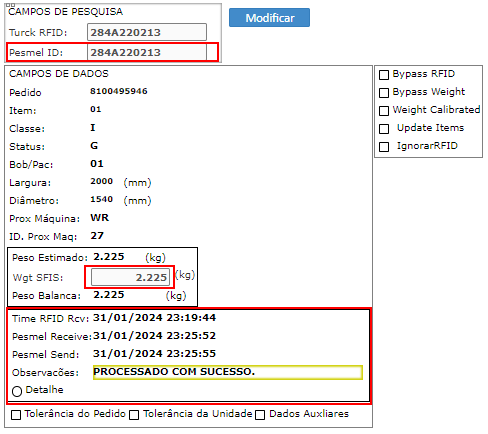 CAMPOS DE PESQUISA
Modificar
Turck RFID: 284A220213
Pesmel ID: 284A220213
CAMPOS DE DADOS
Pedido 8100495946
Item: 01
Classe: I
Status: G
Bob/Pac: 01
Largura: 2000 (mm)
Diâmetro: 1540 (mm)
Prox Máquina: WR
ID. Prox Maq: 27
Peso Estimado: 2.225 (kg)
Wgt SFIS: 2.225 (kg)
Peso Balanca: 2.225 (kg)
Time RFID Rcv: 31/01/2024 23:19:44
Pesmel Receive: 31/01/2024 23:25:52
Pesmel Send: 31/01/2024 23:25:55
Observacões: PROCESSADO COM SUCESSO.
Detalhe
Tolerância do Pedido Tolerância da Unidade Dados Auxliares
Bypass RFID
Bypass Weight
Weight Calibrated
Update Items
IgnorarRFID